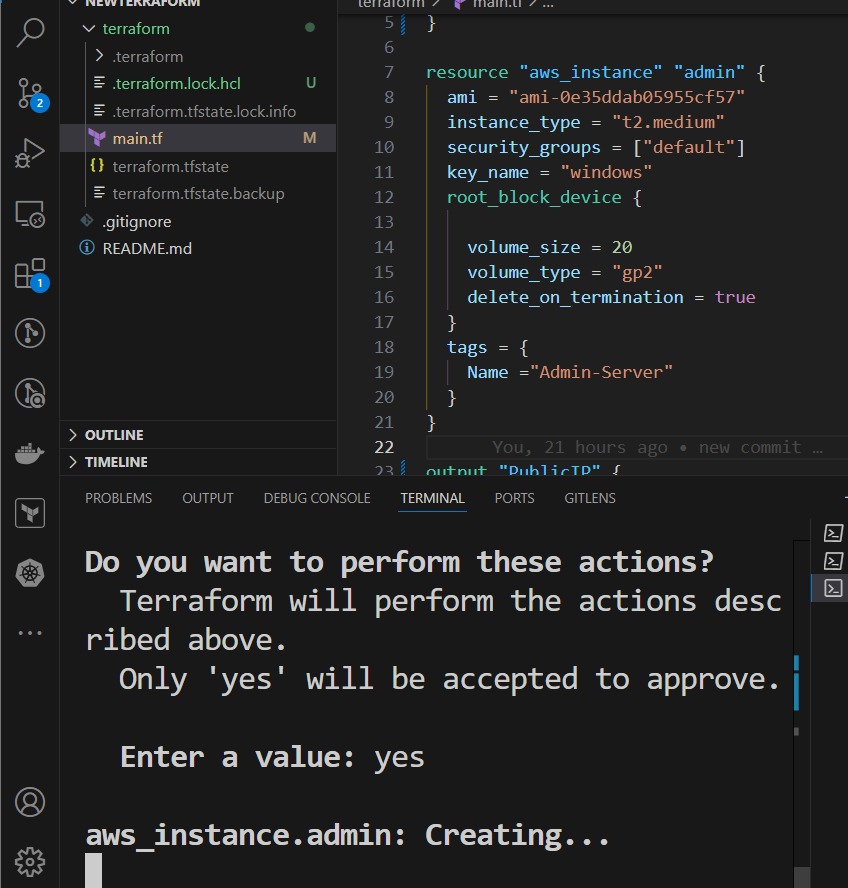 NEWTERRAFORM
terraform
.terraform
.terraform.lock.hcl U
.terraform.tfstate.lock.info
main.tf M
{} terraform.tfstate
terraform.tfstate.backup
.gitignore
README.md
OUTLINE
TIMELINE
2
1
terraform > main.tf > ...
5 }
6
7 resource "aws_instance" "admin" {
8 ami = "ami-0e35ddab05955cf57"
9 instance_type = "t2.medium"
10 security_groups = ["default"]
11 key_name = "windows"
12 root_block_device {
13
14 volume_size = 20
15 volume_type = "gp2"
16 delete_on_termination = true
17 }
18 tags = {
19 Name ="Admin-Server"
20 }
21 }
22 You, 21 hours ago • new commit …
23 output "PublicIP" {
PROBLEMS OUTPUT DEBUG CONSOLE TERMINAL PORTS GITLENS
Do you want to perform these actions?
Terraform will perform the actions desc
ribed above.
Only 'yes' will be accepted to approve.
Enter a value: yes
aws_instance.admin: Creating...